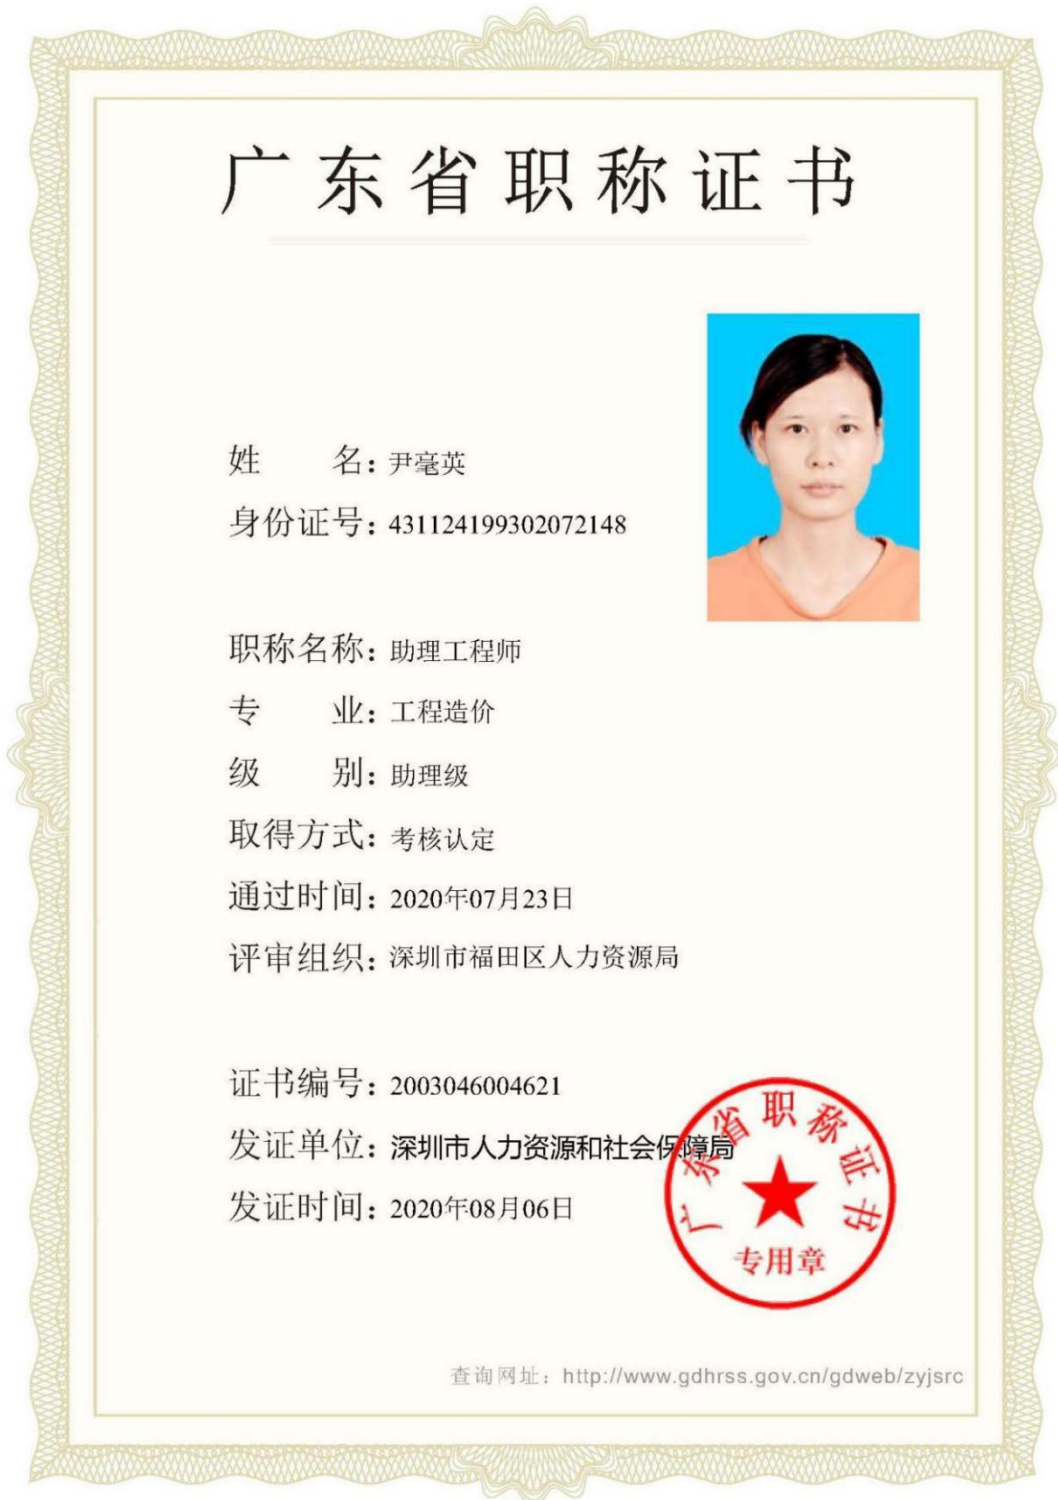 广东省职称证书
姓 名：尹毫英
身份证号：431124199302072148
职称名称：助理工程师
专 业：工程造价
级 别：助理级
取得方式：考核认定
通过时间：2020年07月23日
评审组织：深圳市福田区人力资源局
证书编号：2003046004621
发证单位：深圳市人力资源和社会保障局
发证时间：2020年08月06日
广东省职称证书
专用章
查询网址：http://www.gdhrss.gov.cn/gdweb/zyjsrc